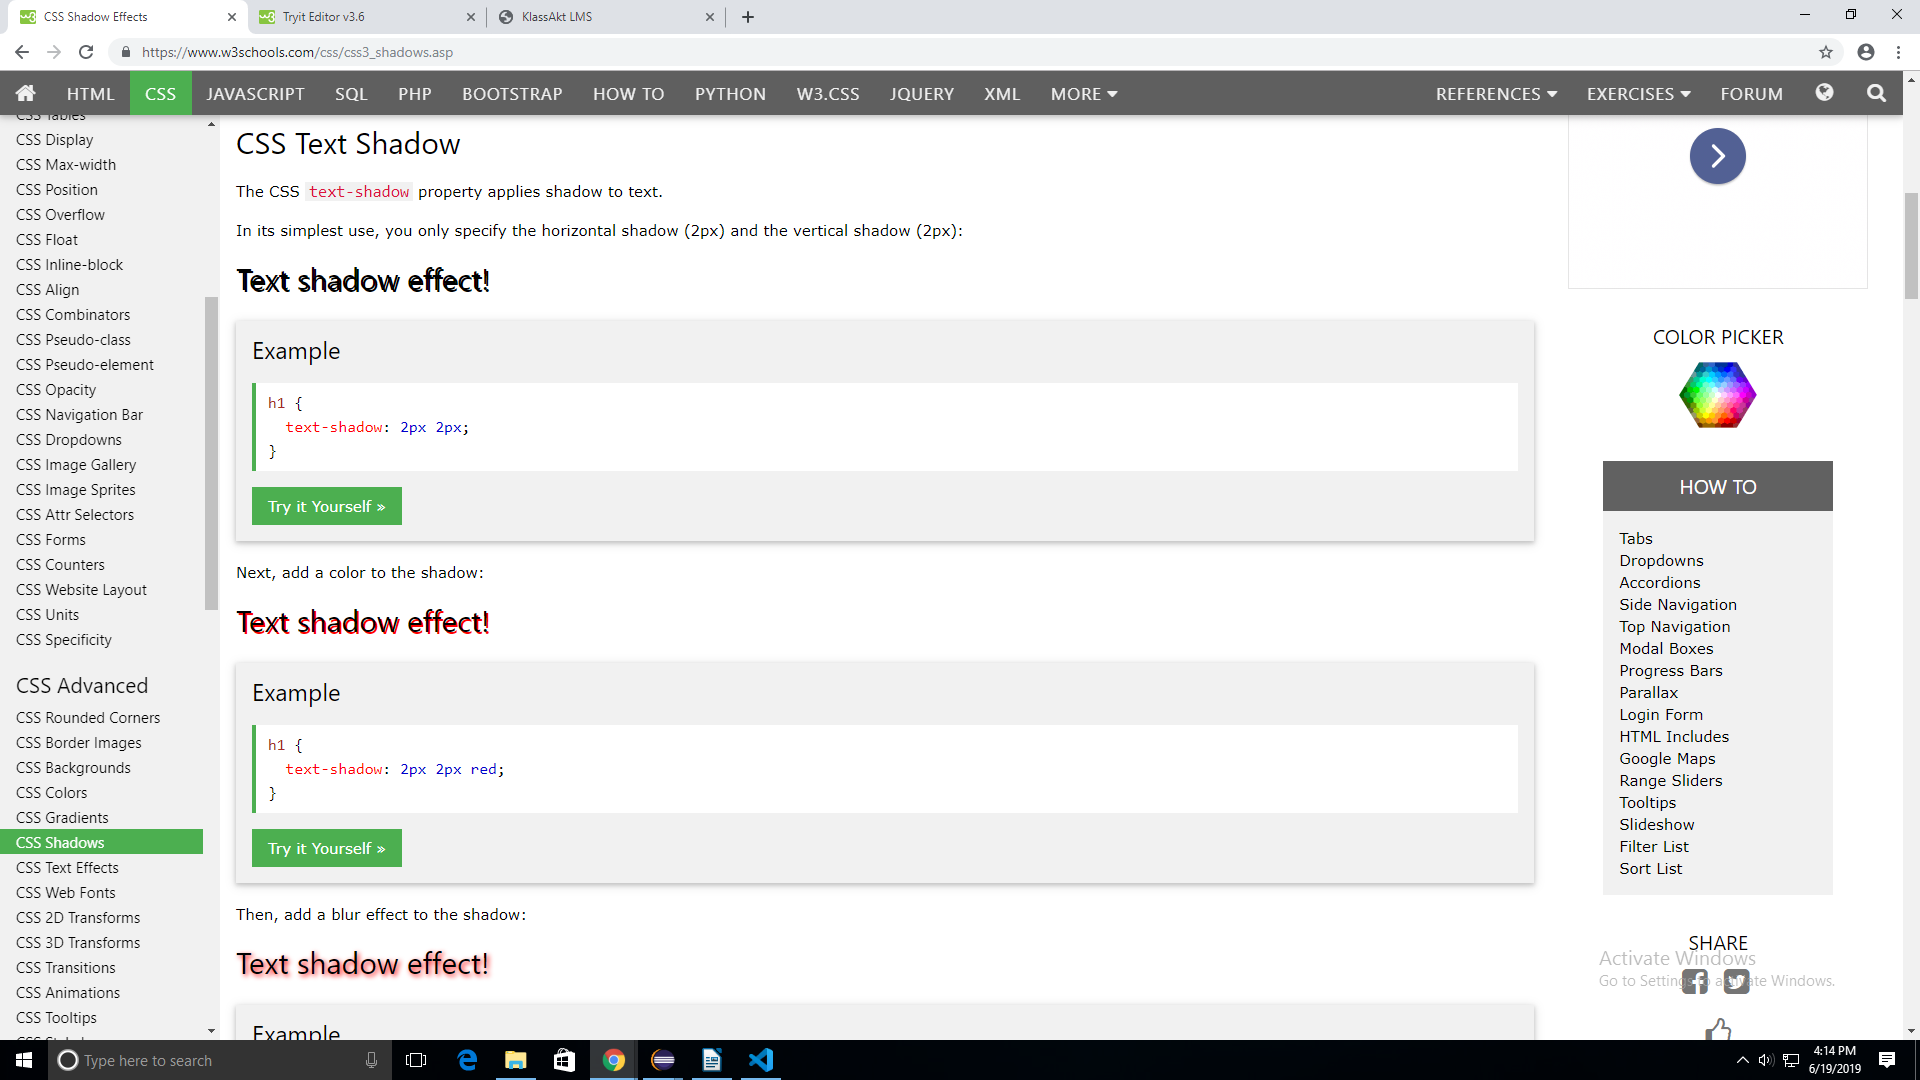 CSS Shadow Effects
Tryit Editor v3.6
KlassAkt LMS
https://www.w3schools.com/css/css3_shadows.asp
HTML
CSS
JAVASCRIPT
SQL
PHP
BOOTSTRAP
HOW TO
PYTHON
W3.CSS
JQUERY
XML
MORE
REFERENCES
EXERCISES
FORUM
CSS Tables
CSS Display
CSS Max-width
CSS Position
CSS Overflow
CSS Float
CSS Inline-block
CSS Align
CSS Combinators
CSS Pseudo-class
CSS Pseudo-element
CSS Opacity
CSS Navigation Bar
CSS Dropdowns
CSS Image Gallery
CSS Image Sprites
CSS Attr Selectors
CSS Forms
CSS Counters
CSS Website Layout
CSS Units
CSS Specificity
CSS Advanced
CSS Rounded Corners
CSS Border Images
CSS Backgrounds
CSS Colors
CSS Gradients
CSS Shadows
CSS Text Effects
CSS Web Fonts
CSS 2D Transforms
CSS 3D Transforms
CSS Transitions
CSS Animations
CSS Tooltips
CSS Text Shadow
The CSS text-shadow property applies shadow to text.
In its simplest use, you only specify the horizontal shadow (2px) and the vertical shadow (2px):
Text shadow effect!
Example
h1 {
text-shadow: 2px 2px;
}
Try it Yourself »
Next, add a color to the shadow:
Text shadow effect!
Example
h1 {
text-shadow: 2px 2px red;
}
Try it Yourself »
Then, add a blur effect to the shadow:
Text shadow effect!
Example
COLOR PICKER
HOW TO
Tabs
Dropdowns
Accordions
Side Navigation
Top Navigation
Modal Boxes
Progress Bars
Parallax
Login Form
HTML Includes
Google Maps
Range Sliders
Tooltips
Slideshow
Filter List
Sort List
SHARE
Activate Windows
Go to Settings to activate Windows.
Type here to search
4:14 PM
6/19/2019